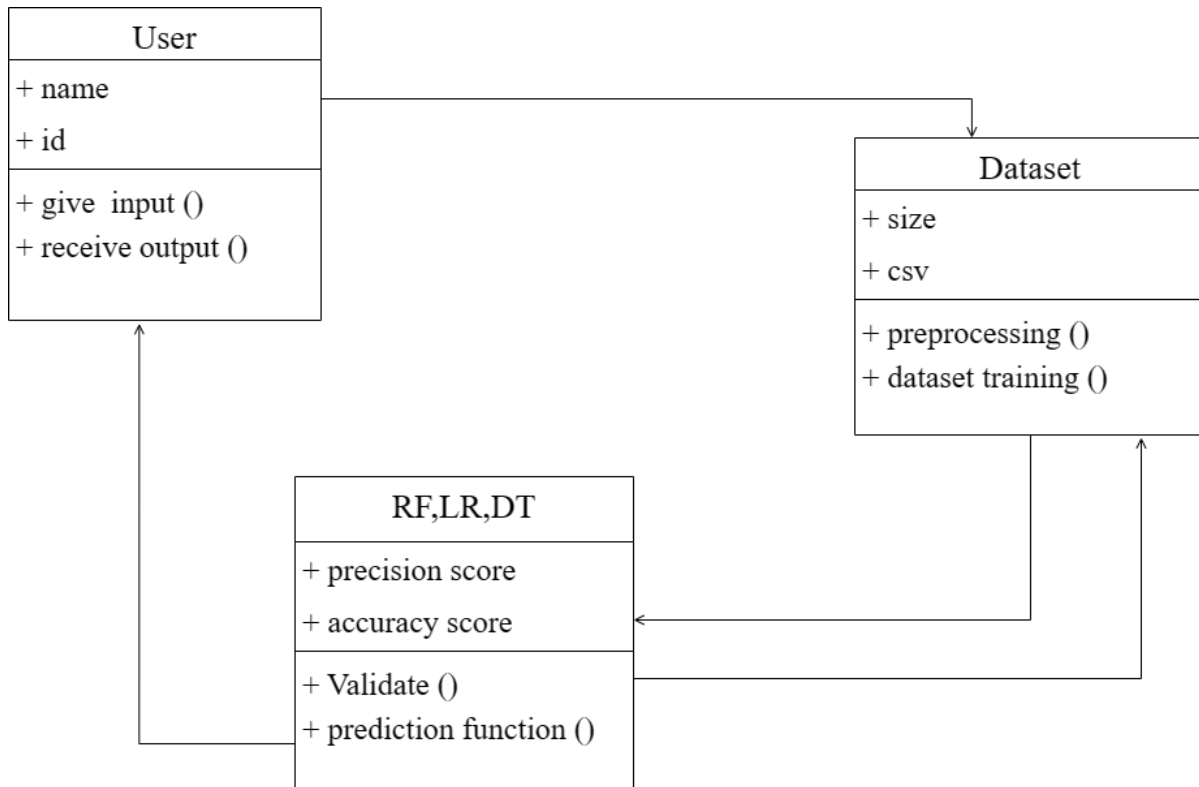 User
+ name
+ id
+ give  input ()
+ receive output ()
Dataset
+ size
+ csv
+ preprocessing ()
+ dataset training ()
RF,LR,DT
+ precision score
+ accuracy score
+ Validate ()
+ prediction function ()